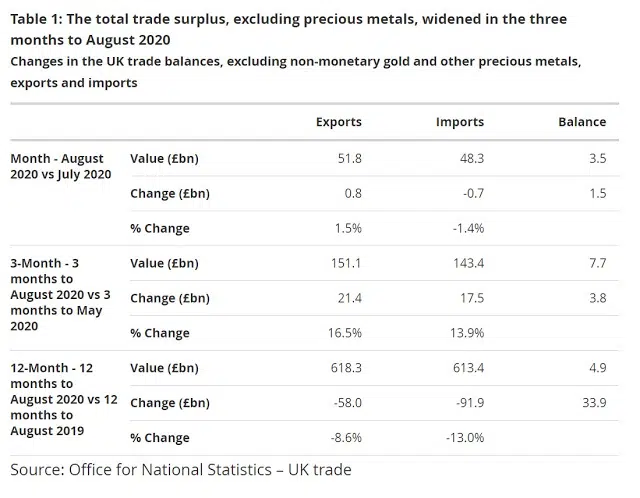 Table 1: The total trade surplus, excluding precious metals, widened in the three
months to August 2020
Changes in the UK trade balances, excluding non-monetary gold and other precious metals,
exports and imports
Exports Imports Balance
Month - August
2020 vs July 2020
Value (£bn) 51.8 48.3 3.5
Change (£bn) 0.8 -0.7 1.5
% Change 1.5% -1.4%
3-Month - 3
months to
August 2020 vs 3
months to May
2020
Value (£bn) 151.1 143.4 7.7
Change (£bn) 21.4 17.5 3.8
% Change 16.5% 13.9%
12-Month - 12
months to
August 2020 vs 12
months to
August 2019
Value (£bn) 618.3 613.4 4.9
Change (£bn) -58.0 -91.9 33.9
% Change -8.6% -13.0%
Source: Office for National Statistics – UK trade